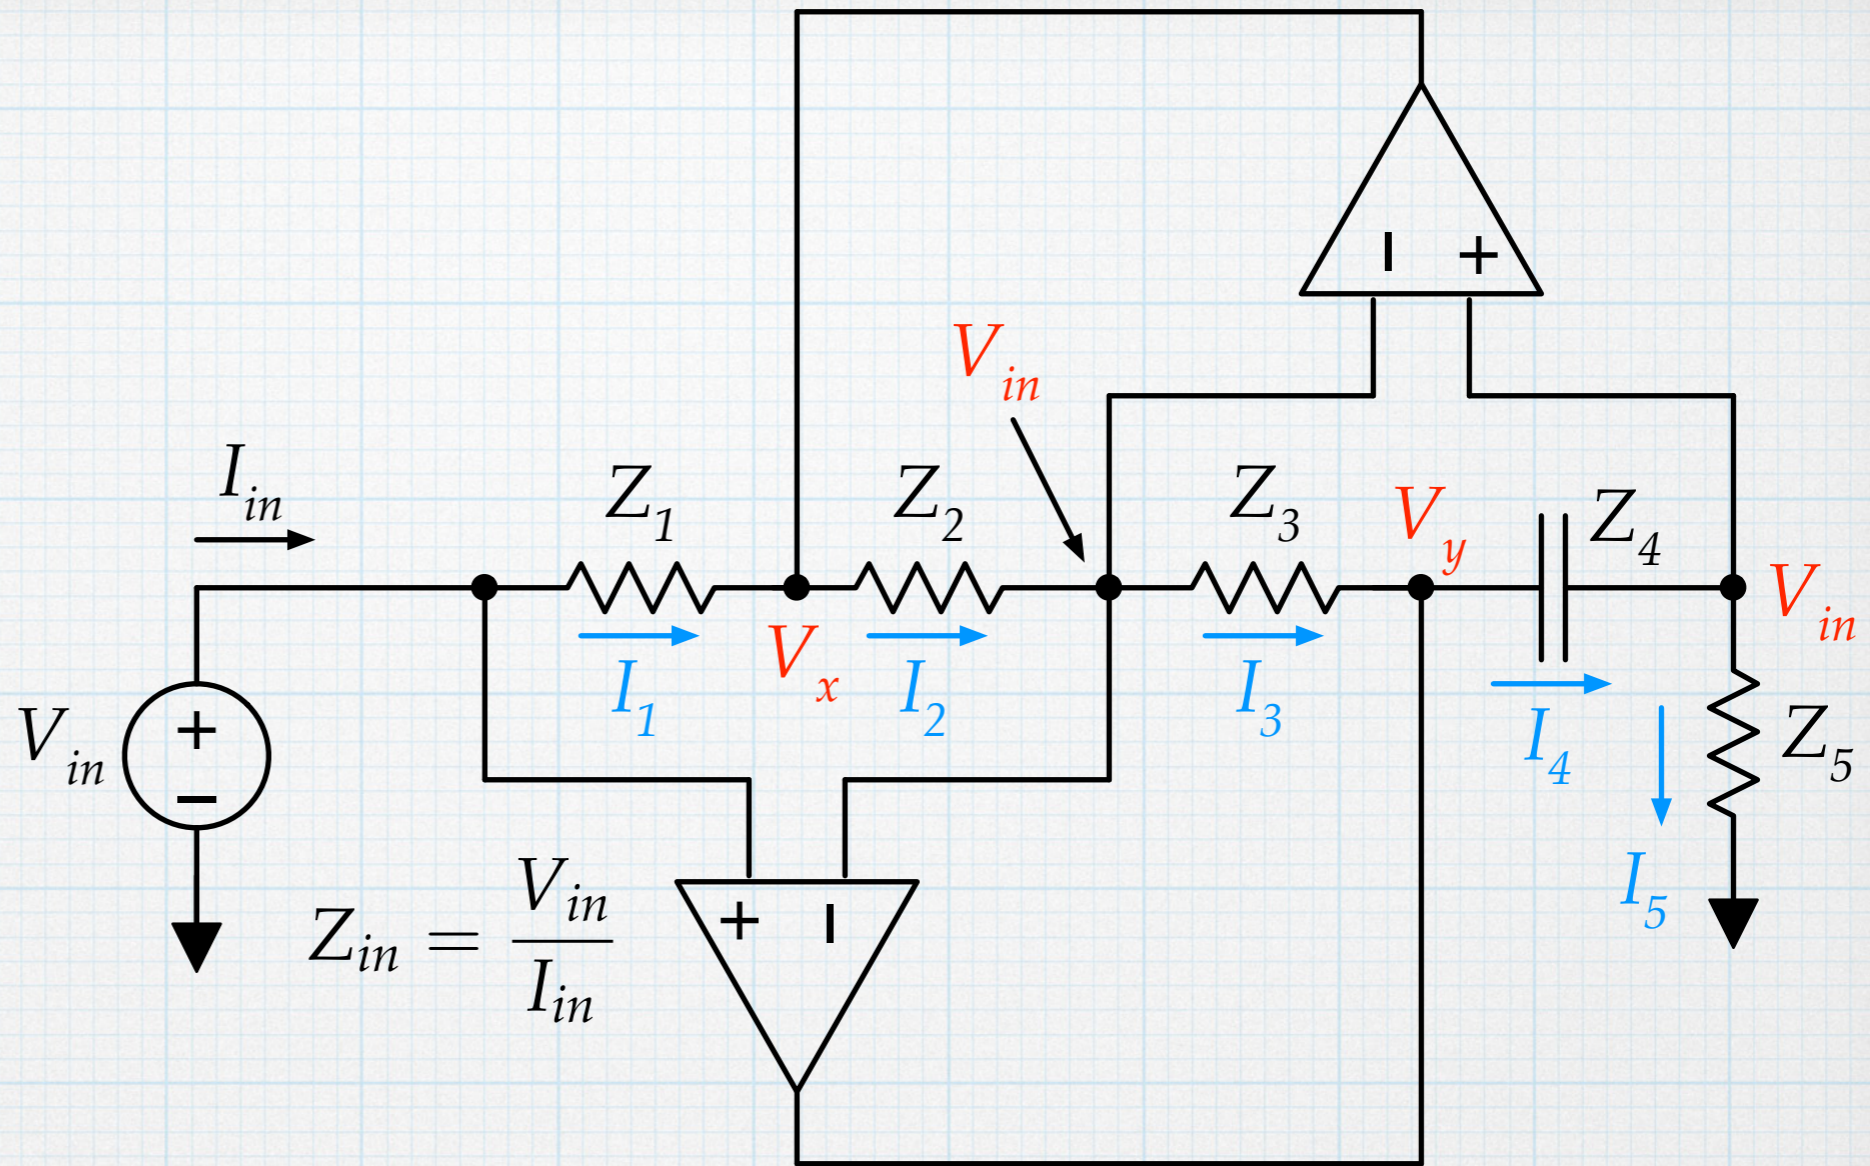 − +
V_in
I_in
Z_1
Z_2
Z_3
V_y
Z_4
V_x
V_in
I_1
I_2
I_3
I_4
V_in
+
−
Z_5
I_5
Z_in = V_in / I_in
+ −